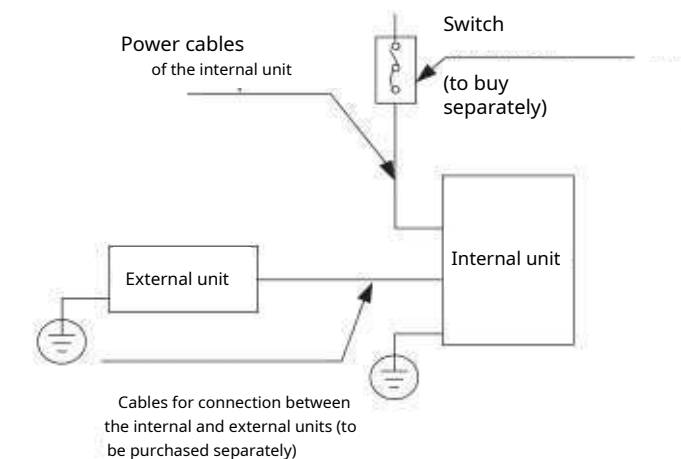 Switch
Power cables
of the internal unit
(to buy
separately)
Internal unit
External unit
Cables for connection between
the internal and external units (to
be purchased separately)